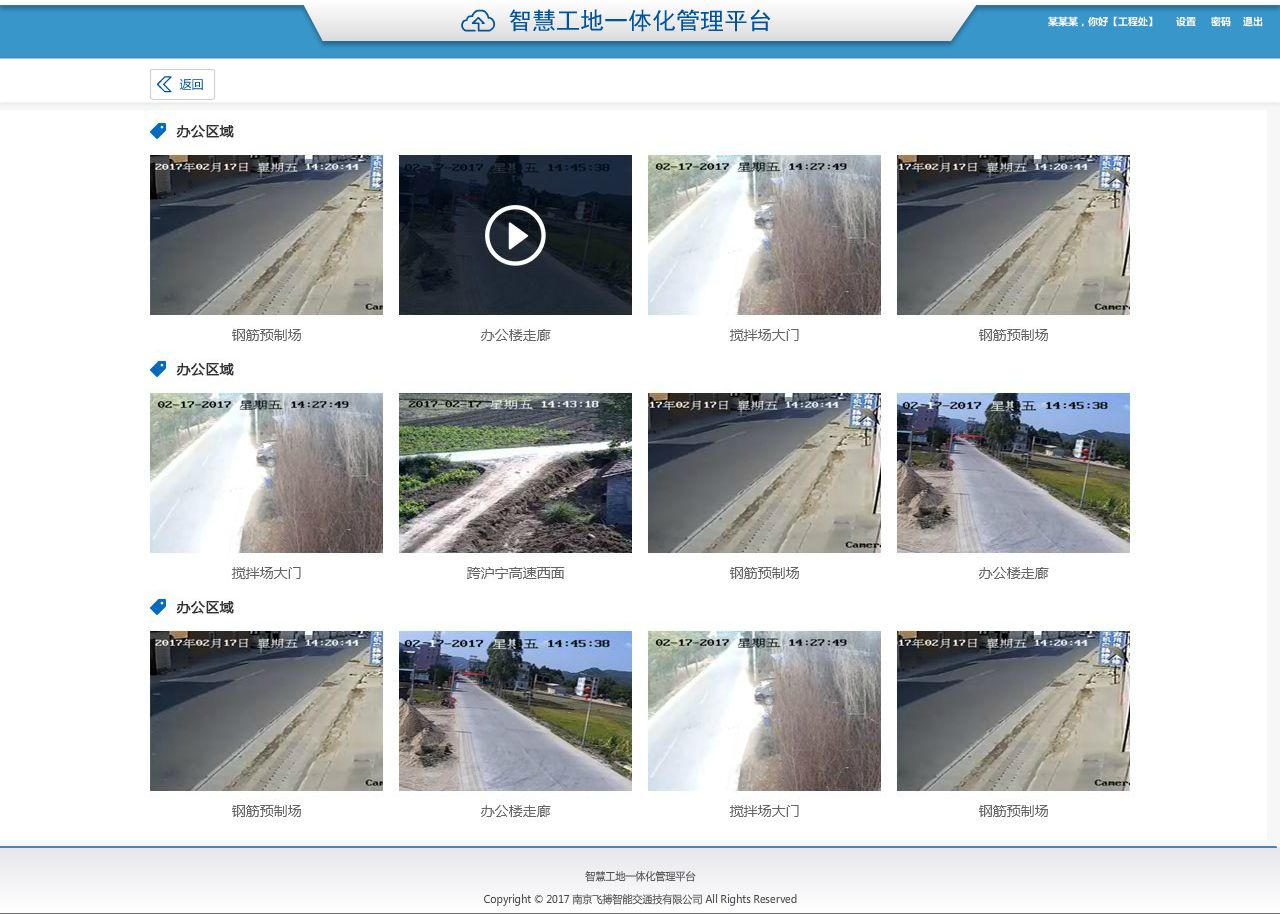 智慧工地一体化管理平台
某某某，你好【工程处】 设置 密码 退出
返回
办公区域
2017年02月17日 星期五 14:20:44
02-17-2017 星期五 14:45:38
02-17-2017 星期五 14:27:49
17年02月17日 星期五 14:20:44
Cam
Camer
钢筋预制场 办公楼走廊 搅拌场大门 钢筋预制场
办公区域
02-17-2017 星期五 14:27:49
2017-02-17 星期五 14:43:18
17年02月17日 星期五 14:20:44
02-17-2017 星期五 14:45:38
Camer
搅拌场大门 跨沪宁高速西面 钢筋预制场 办公楼走廊
办公区域
2017年02月17日 星期五 14:20:44
02-17-2017 星期五 14:45:38
02-17-2017 星期五 14:27:49
17年02月17日 星期五 14:20:44
Cam
Camer
钢筋预制场 办公楼走廊 搅拌场大门 钢筋预制场
智慧工地一体化管理平台
Copyright © 2017 南京飞搏智能交通技有限公司 All Rights Reserved